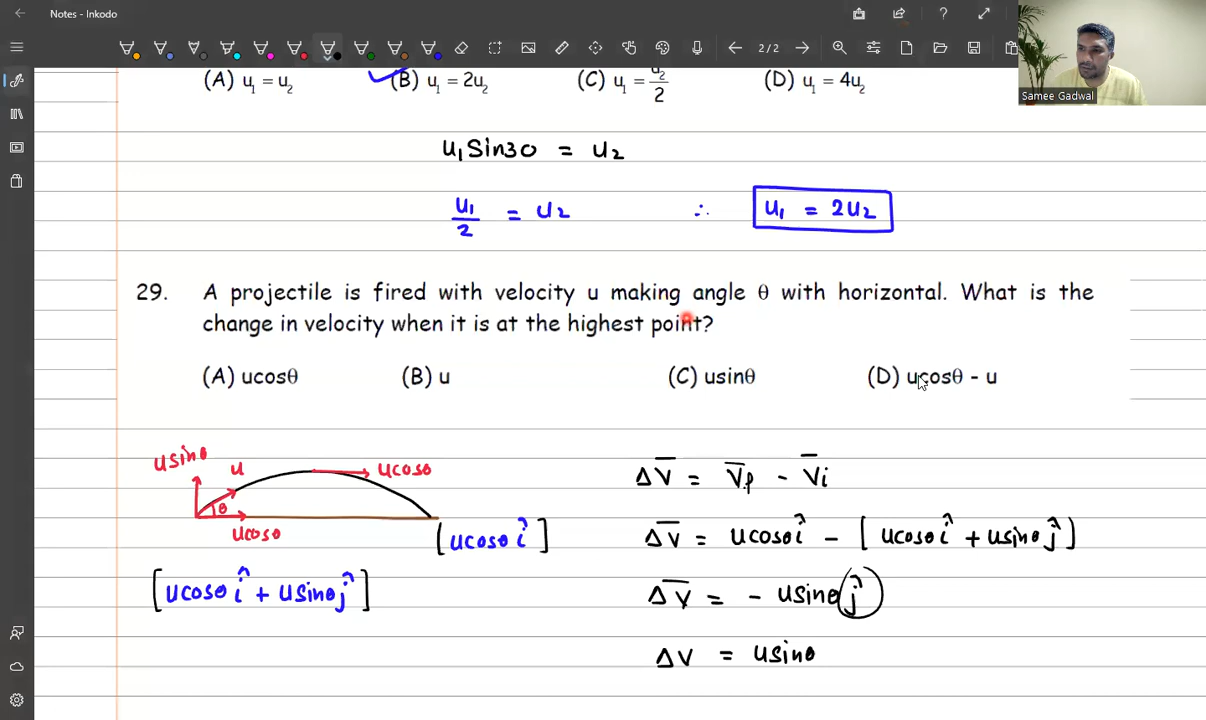 Notes - Inkodo
2/2
Samee Gadwal
(A) u₁ = u₂ (B) u₁ = 2u₂ (C) u₁ = u₂/2 (D) u₁ = 4u₂
u₁ Sin30 = u₂
u₁/2 = u₂ ∴ u₁ = 2u₂
29. A projectile is fired with velocity u making angle θ with horizontal. What is the
change in velocity when it is at the highest point?
(A) ucosθ (B) u (C) usinθ (D) ucosθ - u
usinθ
u
ucosθ
θ
ucosθ
[ucosθ î]
[ucosθ î + usinθ ĵ]
ΔV̄ = V̄f - V̄i
ΔV̄ = ucosθ î - [ucosθ î + usinθ ĵ]
ΔV̄ = - usinθ ĵ
ΔV = usinθ